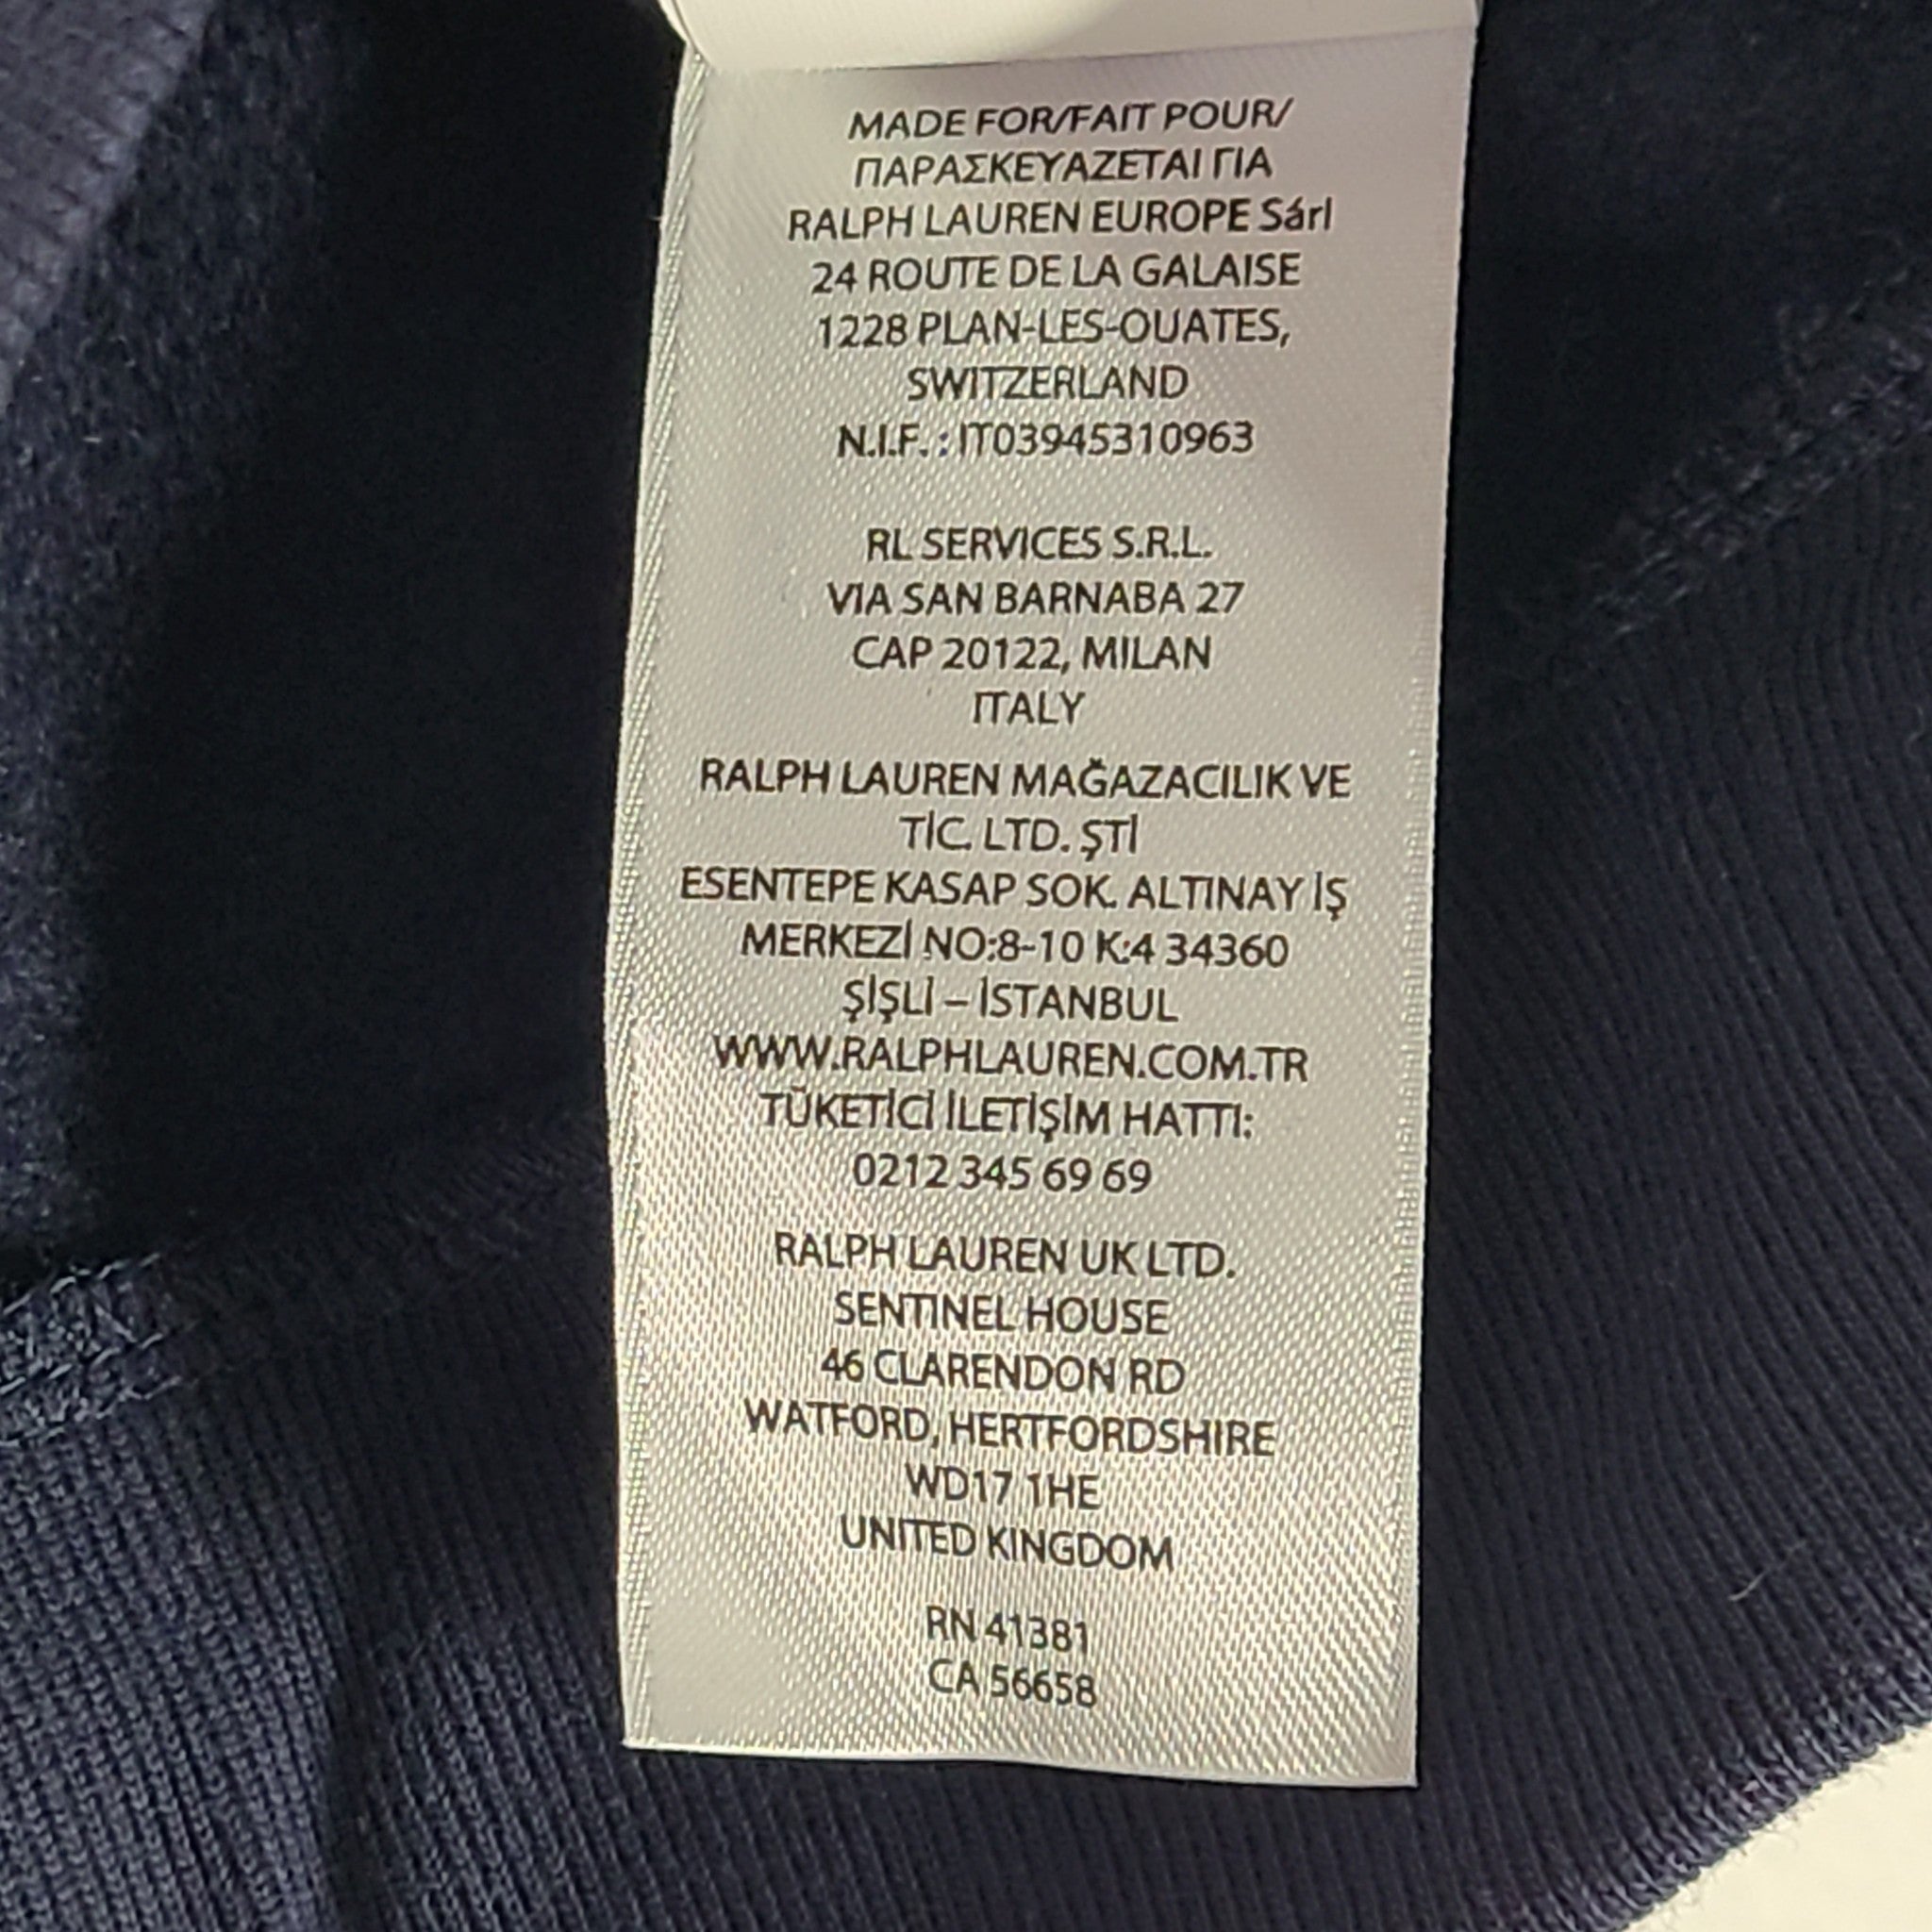 MADE FOR/FAIT POUR/
ΠΑΡΑΣΚΕΥΑΖΕΤΑΙ ΓΙΑ
RALPH LAUREN EUROPE Sárl
24 ROUTE DE LA GALAISE
1228 PLAN-LES-OUATES,
SWITZERLAND
N.I.F. : IT03945310963
RL SERVICES S.R.L.
VIA SAN BARNABA 27
CAP 20122, MILAN
ITALY
RALPH LAUREN MAĞAZACILIK VE
TİC. LTD. ŞTİ
ESENTEPE KASAP SOK. ALTINAY İŞ
MERKEZİ NO:8-10 K:4 34360
ŞİŞLİ – İSTANBUL
WWW.RALPHLAUREN.COM.TR
TÜKETİCİ İLETİŞİM HATTI:
0212 345 69 69
RALPH LAUREN UK LTD.
SENTINEL HOUSE
46 CLARENDON RD
WATFORD, HERTFORDSHIRE
WD17 1HE
UNITED KINGDOM
RN 41381
CA 56658